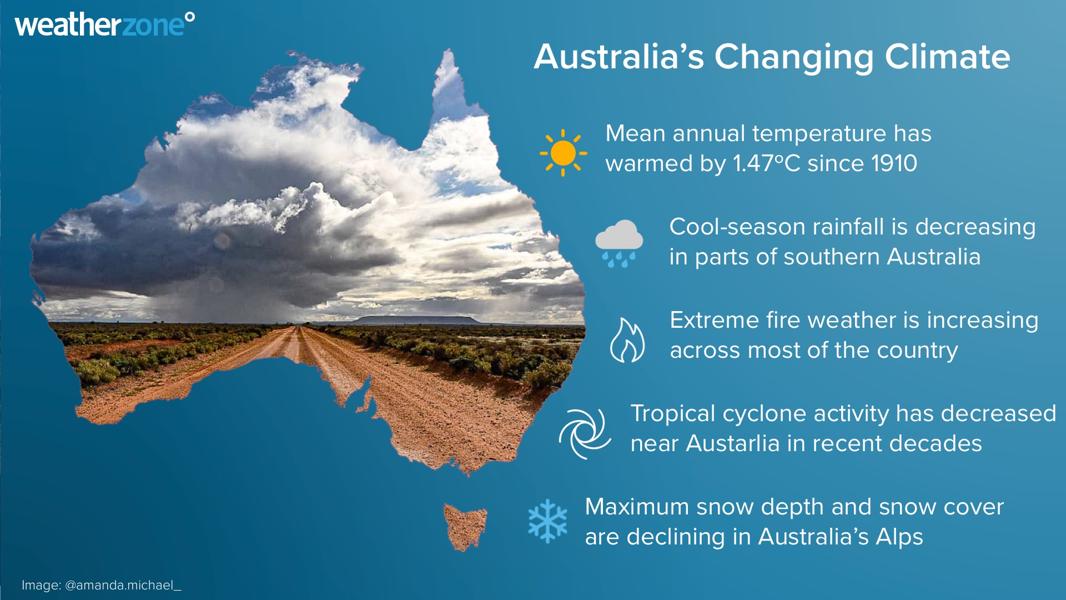 weatherzone°
Australia’s Changing Climate
Mean annual temperature has
warmed by 1.47ºC since 1910
Cool-season rainfall is decreasing
in parts of southern Australia
Extreme fire weather is increasing
across most of the country
Tropical cyclone activity has decreased
near Austarlia in recent decades
Maximum snow depth and snow cover
are declining in Australia’s Alps
Image: @amanda.michael_